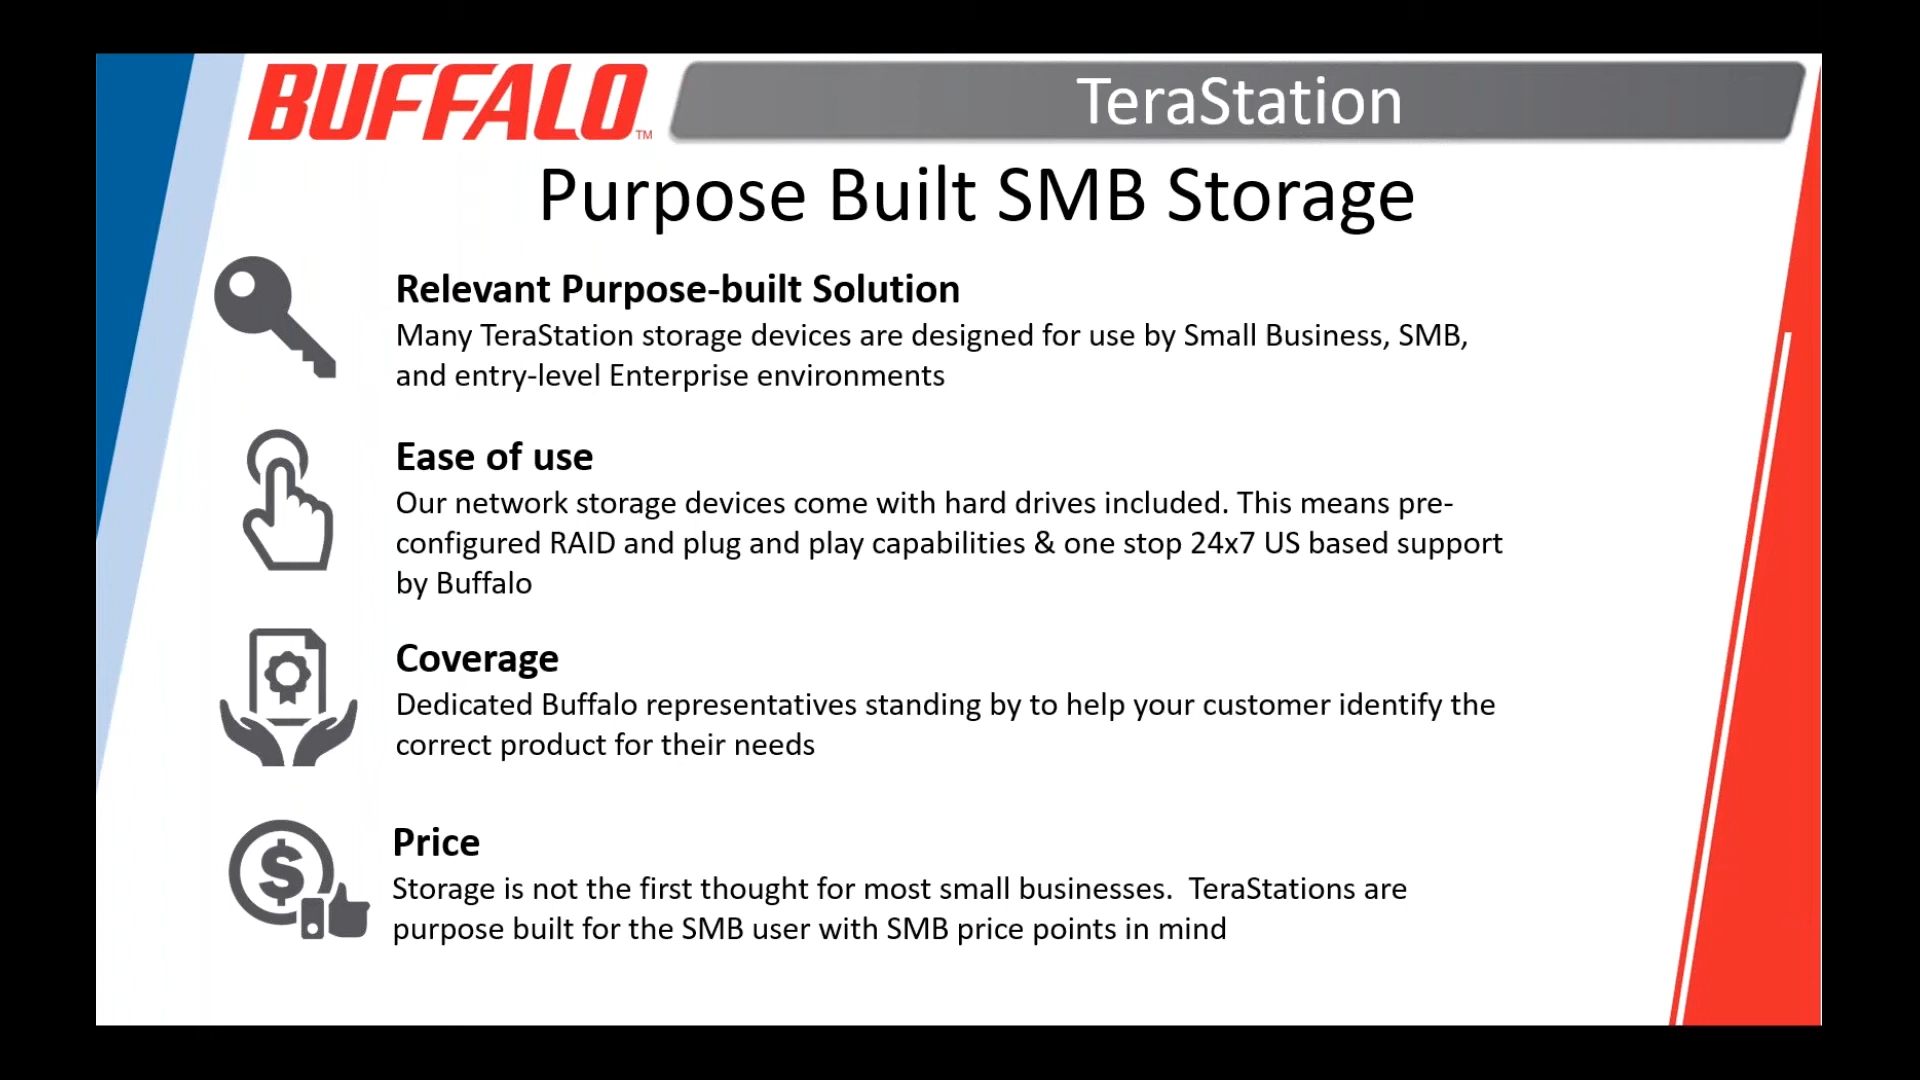 BUFFALO™
TeraStation
Purpose Built SMB Storage
Relevant Purpose-built Solution
Many TeraStation storage devices are designed for use by Small Business, SMB,
and entry-level Enterprise environments
Ease of use
Our network storage devices come with hard drives included. This means pre-
configured RAID and plug and play capabilities & one stop 24x7 US based support
by Buffalo
Coverage
Dedicated Buffalo representatives standing by to help your customer identify the
correct product for their needs
$
Price
Storage is not the first thought for most small businesses.  TeraStations are
purpose built for the SMB user with SMB price points in mind